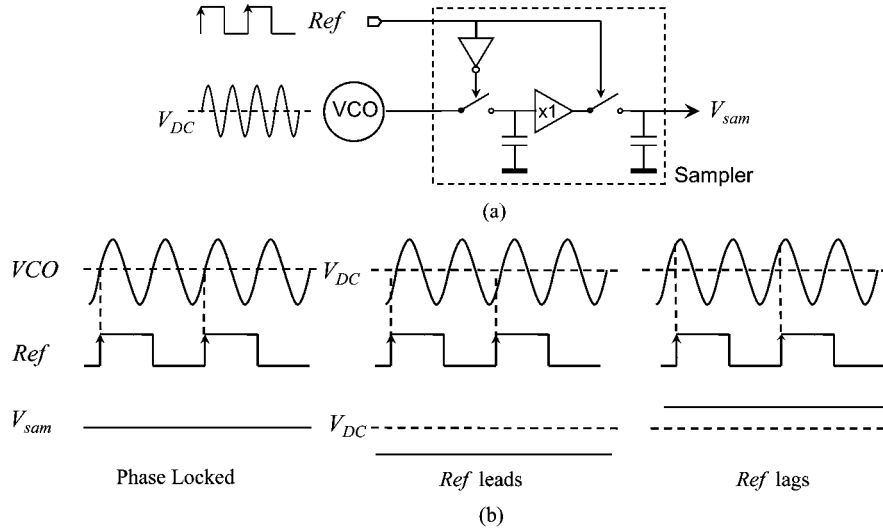 Ref
V_DC
VCO
x1
V_sam
Sampler
(a)
VCO
V_DC
Ref
V_sam
V_DC
Phase Locked
Ref leads
Ref lags
(b)